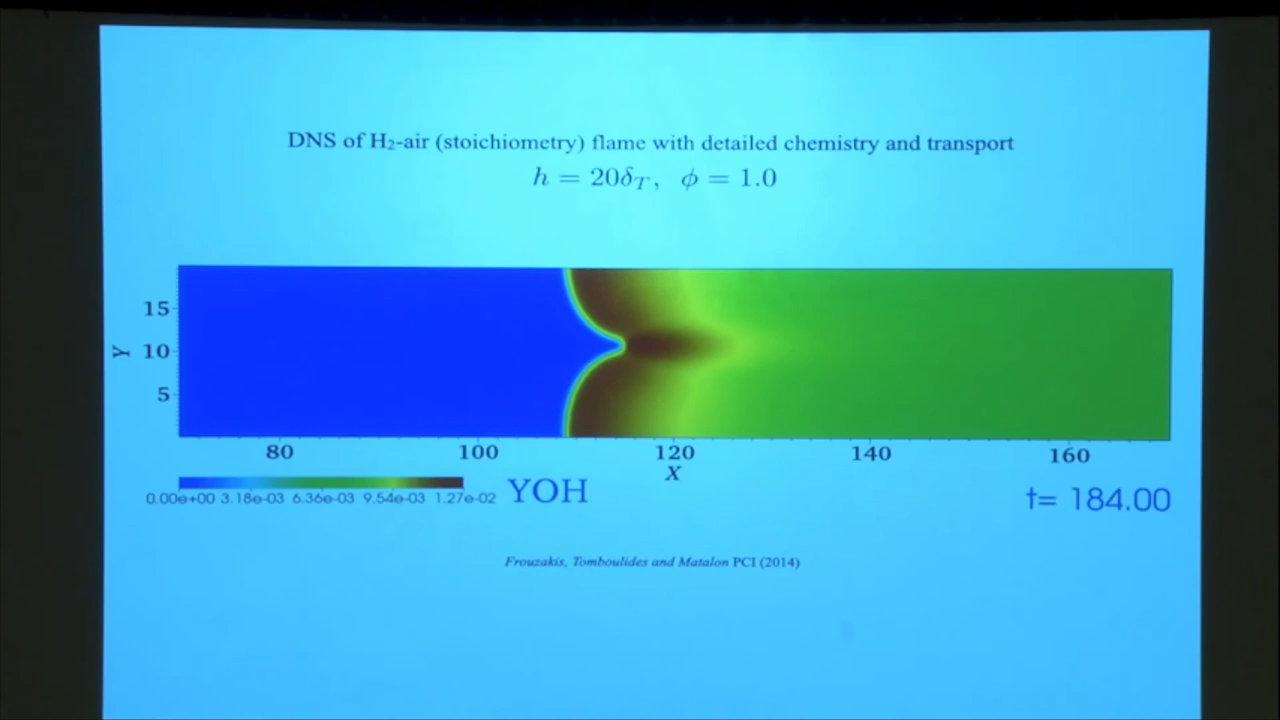 DNS of H₂-air (stoichiometry) flame with detailed chemistry and transport
h = 20δ_T, ϕ = 1.0
15
10
5
Y
80 100 120 140 160
X
0.00e+00 3.18e-03 6.36e-03 9.54e-03 1.27e-02
YOH
t= 184.00
Frouzakis, Tomboulides and Matalon PCI (2014)